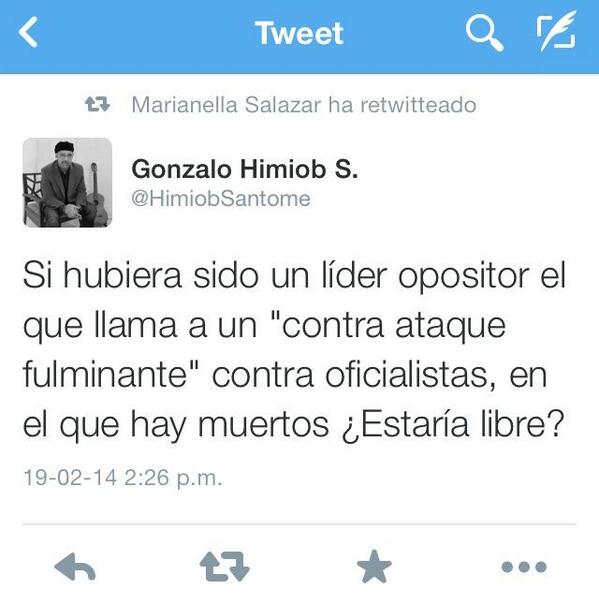 Tweet
Marianella Salazar ha retwitteado
Gonzalo Himiob S.
@HimiobSantome
Si hubiera sido un líder opositor el
que llama a un "contra ataque
fulminante" contra oficialistas, en
el que hay muertos ¿Estaría libre?
19-02-14 2:26 p.m.